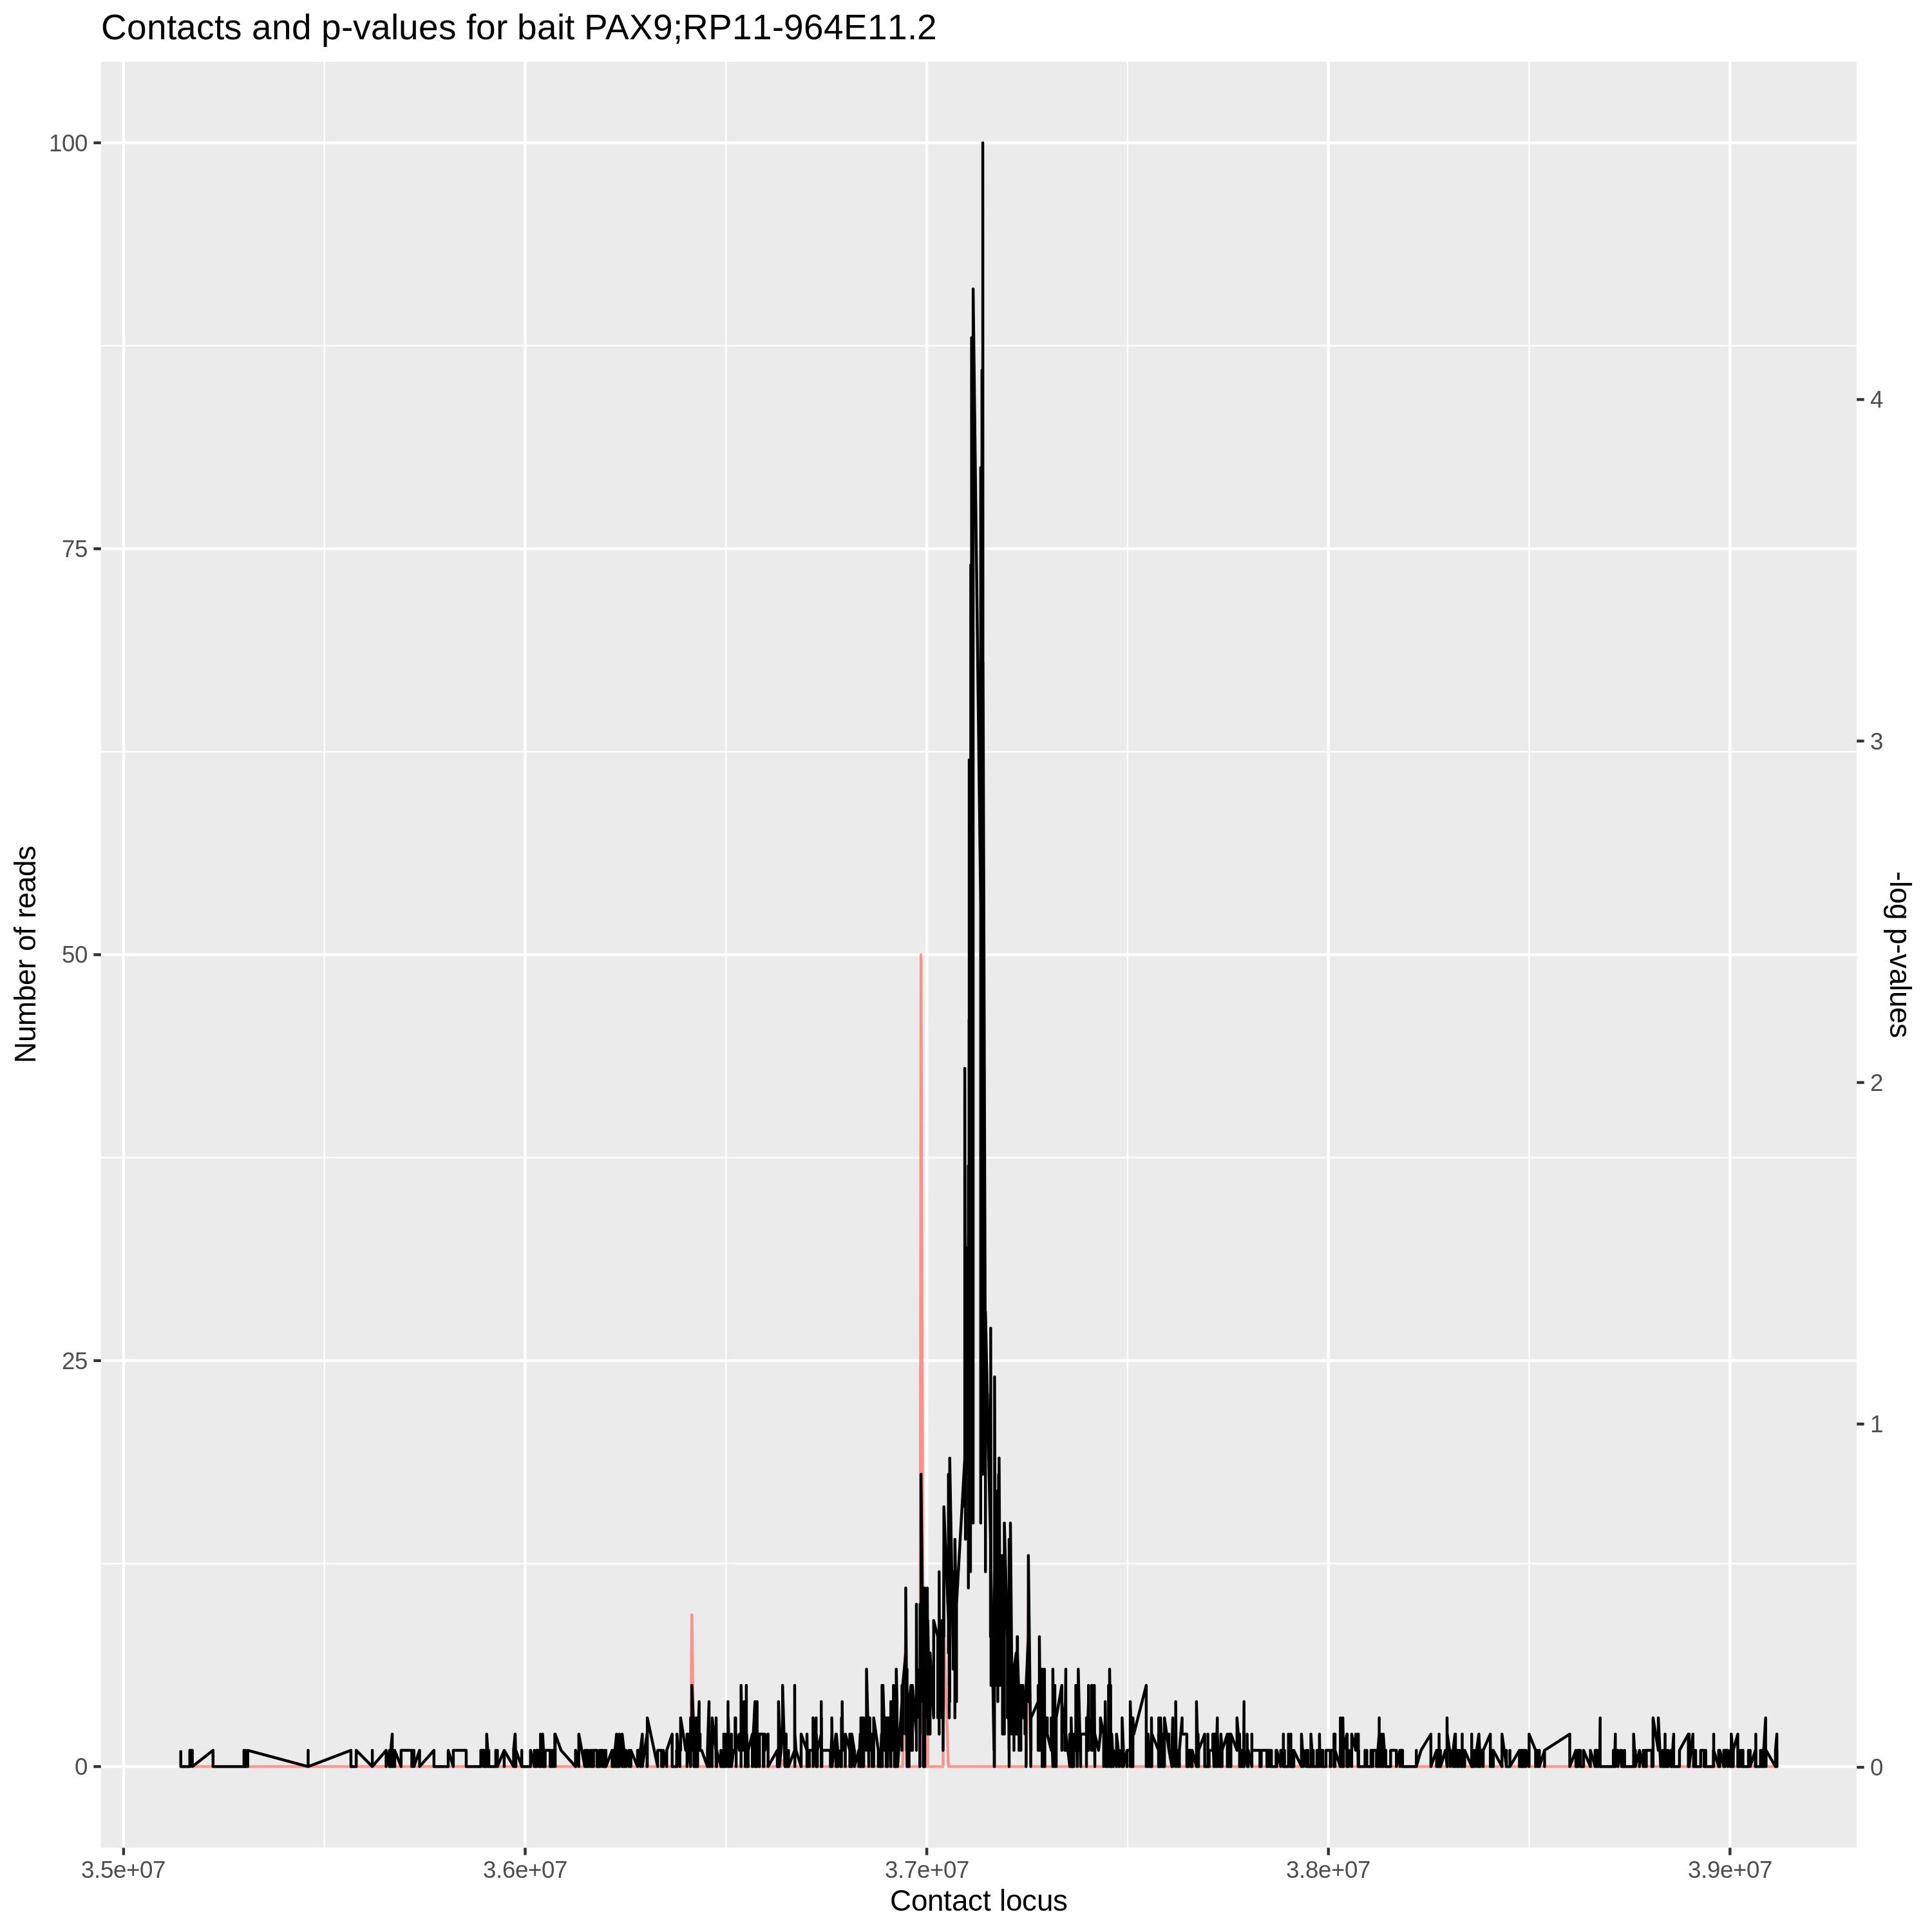 Contacts and p-values for bait PAX9;RP11-964E11.2
100
75
50
25
0
Number of reads
4
3
2
1
0
-log p-values
3.5e+07
3.6e+07
3.7e+07
3.8e+07
3.9e+07
Contact locus